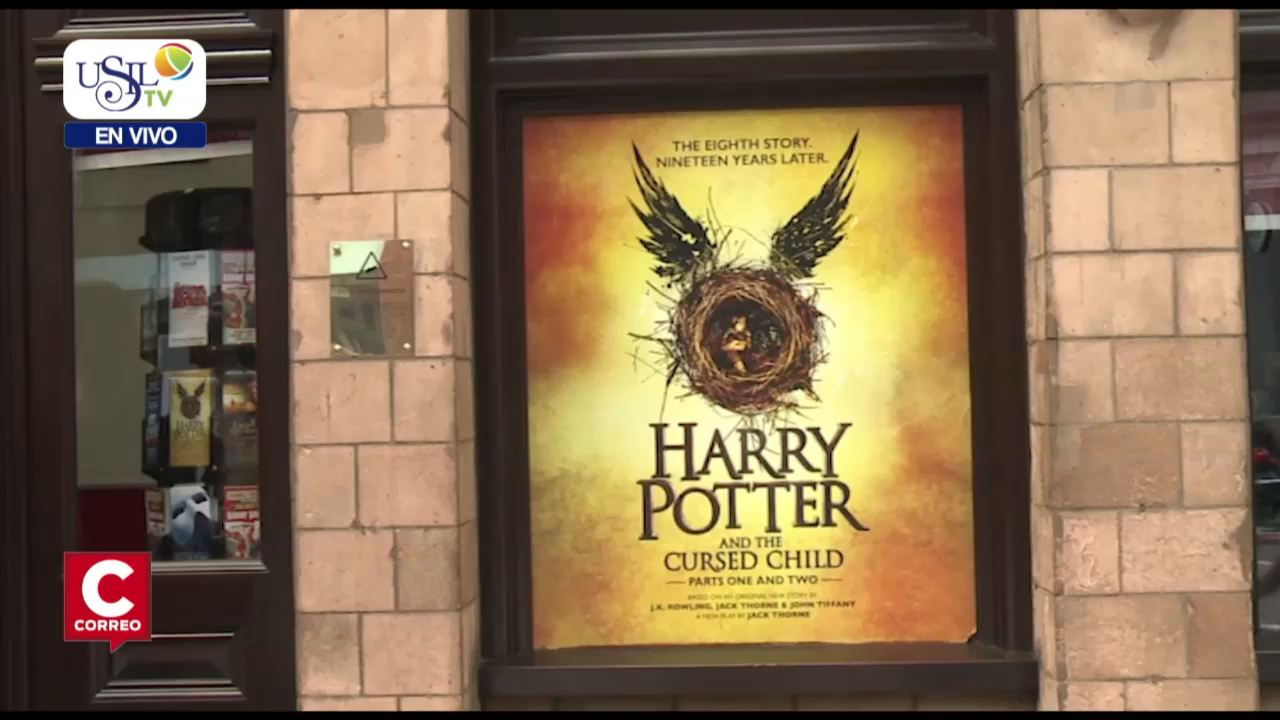 USIL
TV
EN VIVO
THE EIGHTH STORY.
NINETEEN YEARS LATER.
HARRY
POTTER
AND THE
CURSED CHILD
PARTS ONE AND TWO
BASED ON AN ORIGINAL NEW STORY BY
J.K. ROWLING, JACK THORNE & JOHN TIFFANY
A NEW PLAY BY JACK THORNE
HARRY
POTTER
C
CORREO